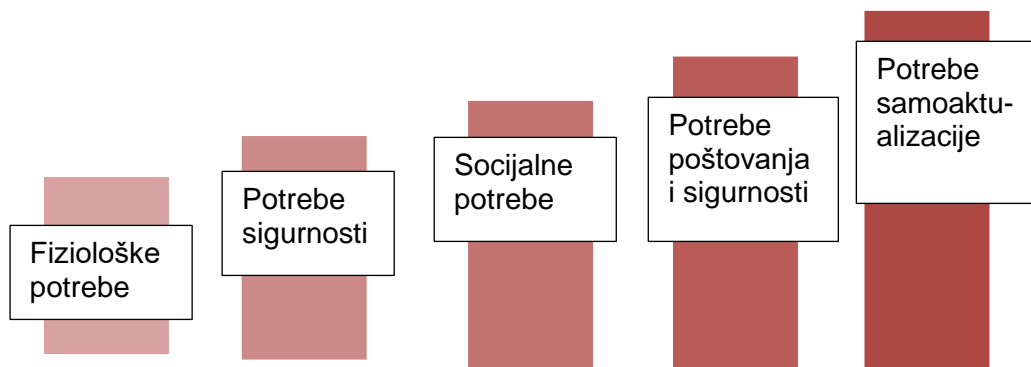 Fiziološke
potrebe
Potrebe
sigurnosti
Socijalne
potrebe
Potrebe
poštovanja
i sigurnosti
Potrebe
samoaktu-
alizacije